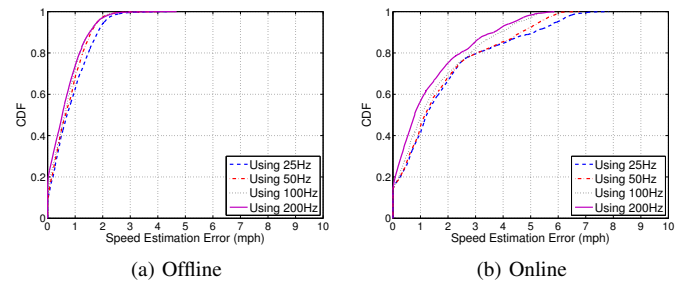 1
0.8
0.6
0.4
0.2
0
CDF
0 1 2 3 4 5 6 7 8 9 10
Speed Estimation Error (mph)
Using 25Hz
Using 50Hz
Using 100Hz
Using 200Hz
(a) Offline
1
0.8
0.6
0.4
0.2
0
CDF
0 1 2 3 4 5 6 7 8 9 10
Speed Estimation Error (mph)
Using 25Hz
Using 50Hz
Using 100Hz
Using 200Hz
(b) Online